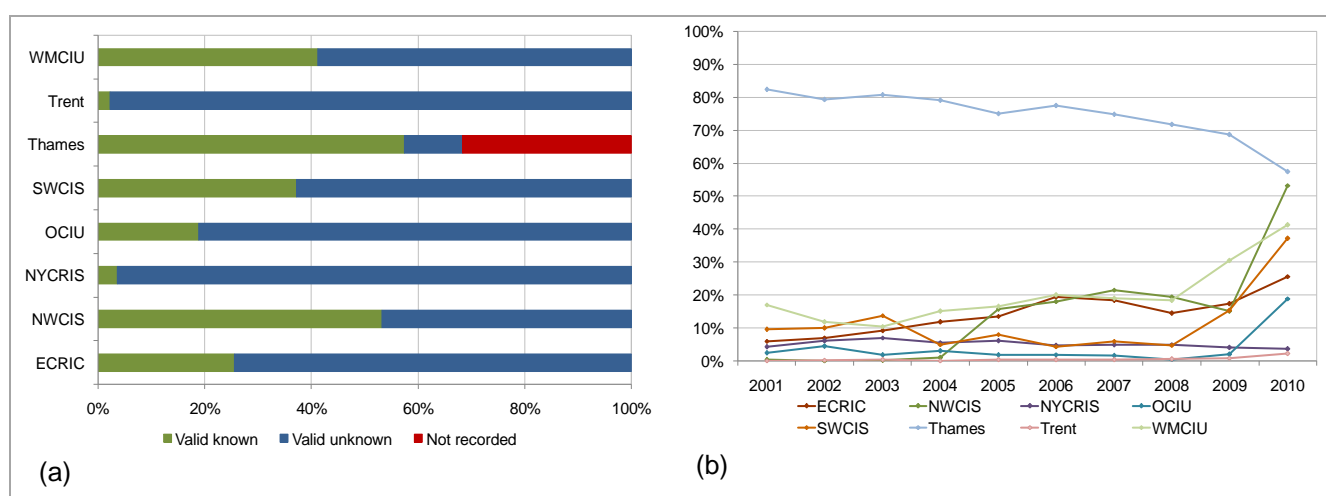 WMCIU
Trent
Thames
SWCIS
OCIU
NYCRIS
NWCIS
ECRIC
0% 20% 40% 60% 80% 100%
Valid known Valid unknown Not recorded
(a)
100%
90%
80%
70%
60%
50%
40%
30%
20%
10%
0%
2001 2002 2003 2004 2005 2006 2007 2008 2009 2010
ECRIC NWCIS NYCRIS OCIU
SWCIS Thames Trent WMCIU
(b)